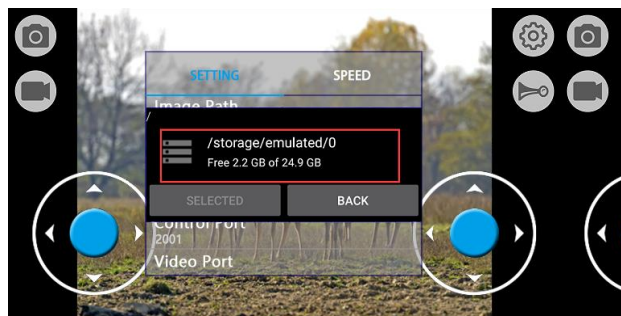 SETTING SPEED
Image Path
/
/storage/emulated/0
Free 2.2 GB of 24.9 GB
SELECTED BACK
Control Port
2001
Video Port